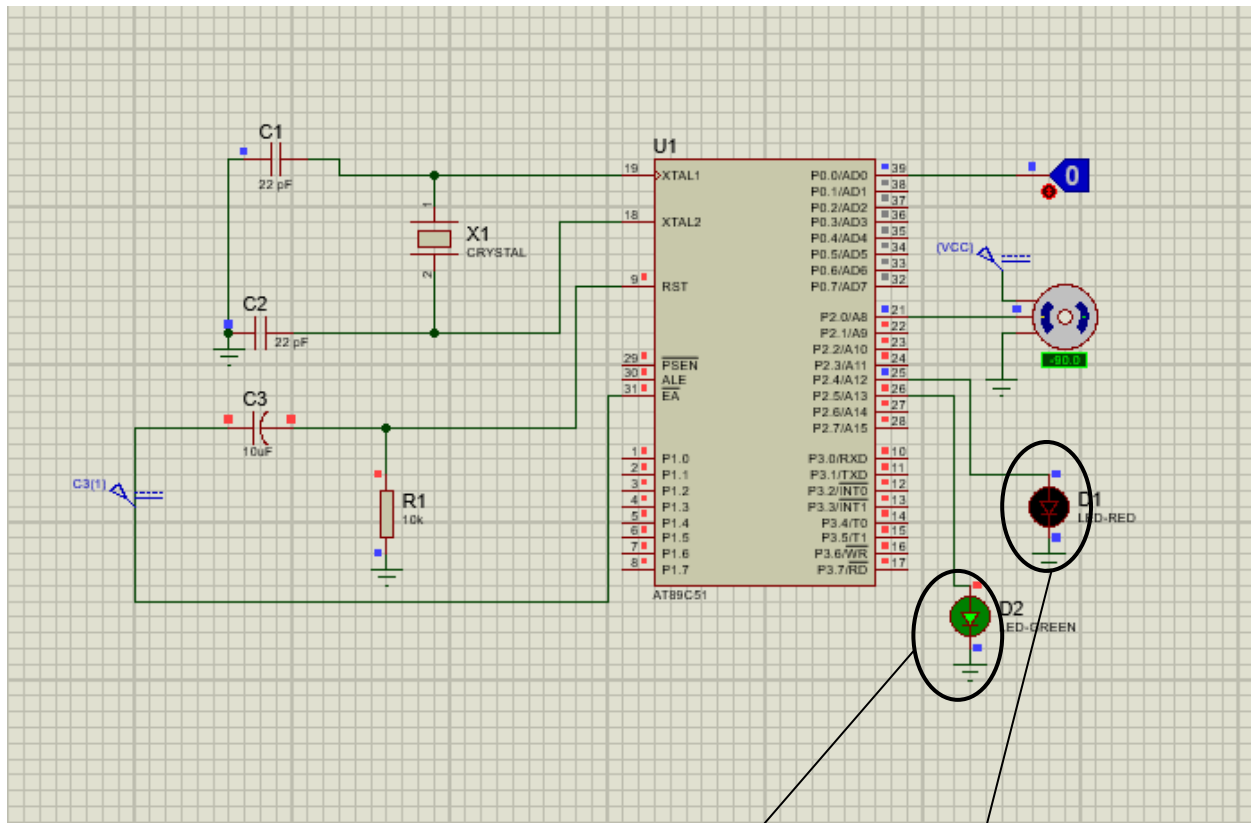 C1
22 pF
X1
CRYSTAL
1
2
C2
22 pF
C3
10uF
C3(1)
R1
10k
U1
19 XTAL1
18 XTAL2
9 RST
29 PSEN
30 ALE
31 EA
1 P1.0
2 P1.1
3 P1.2
4 P1.3
5 P1.4
6 P1.5
7 P1.6
8 P1.7
AT89C51
P0.0/AD0 39
P0.1/AD1 38
P0.2/AD2 37
P0.3/AD3 36
P0.4/AD4 35
P0.5/AD5 34
P0.6/AD6 33
P0.7/AD7 32
P2.0/A8 21
P2.1/A9 22
P2.2/A10 23
P2.3/A11 24
P2.4/A12 25
P2.5/A13 26
P2.6/A14 27
P2.7/A15 28
P3.0/RXD 10
P3.1/TXD 11
P3.2/INT0 12
P3.3/INT1 13
P3.4/T0 14
P3.5/T1 15
P3.6/WR 16
P3.7/RD 17
0
(VCC)
-90.0
D1
LED-RED
D2
LED-GREEN